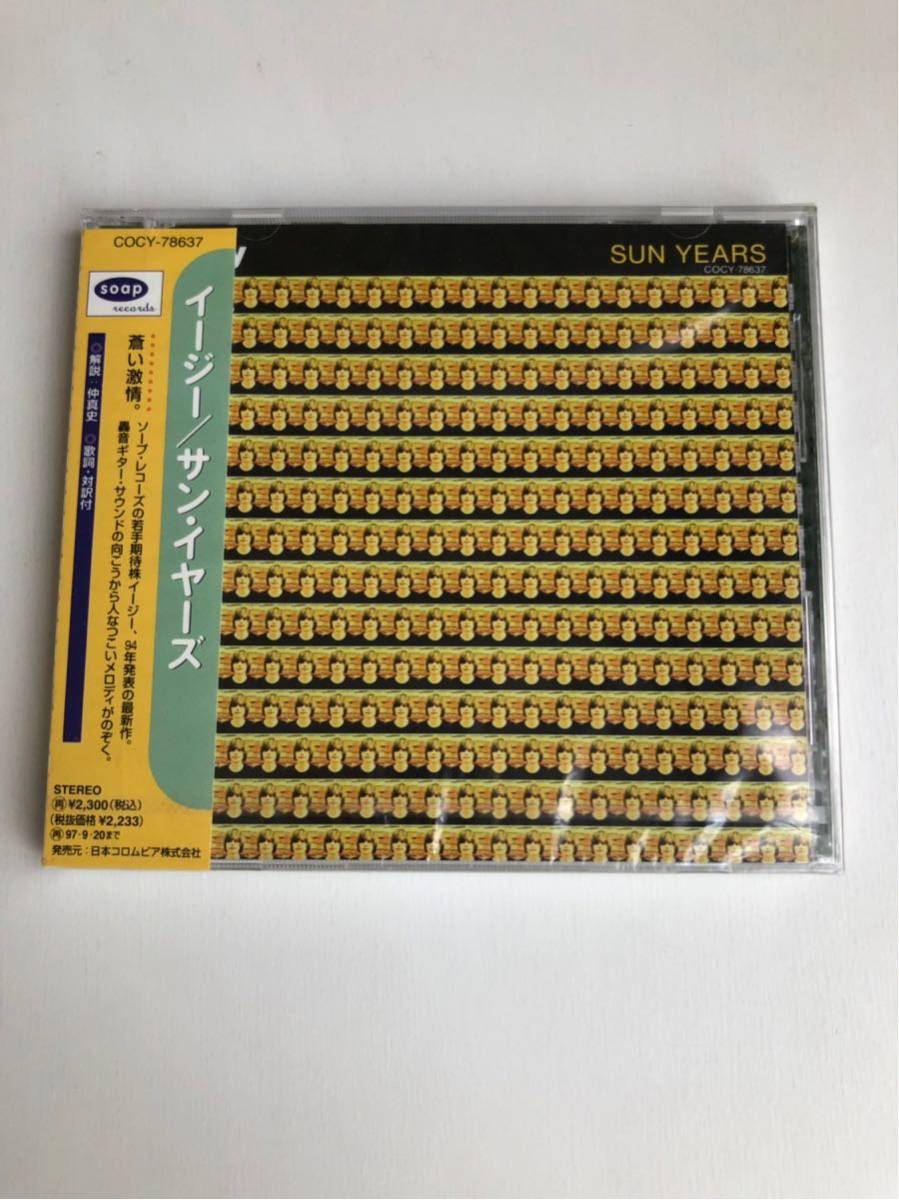 COCY-78637
soap
records
イージー/サン・イヤーズ
蒼い激情。
ソープ・レコーズの若手期待株イージー、94年発表の最新作。
轟音ギター・サウンドの向こうから人なつこいメロディがのぞく。
◎解説:仲真史 ◎歌詞・対訳付
STEREO
再 ¥2,300(税込)
(税抜価格 ¥2,233)
再 97・9・20まで
発売元:日本コロムビア株式会社
SUN YEARS
COCY-78637